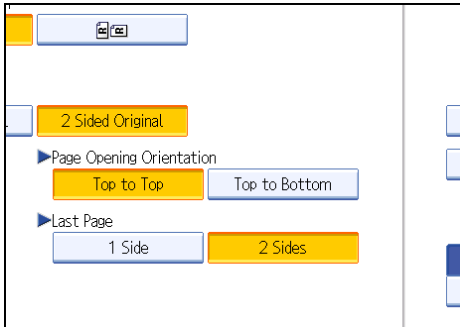 2 Sided Original
Page Opening Orientation
Top to Top Top to Bottom
Last Page
1 Side 2 Sides